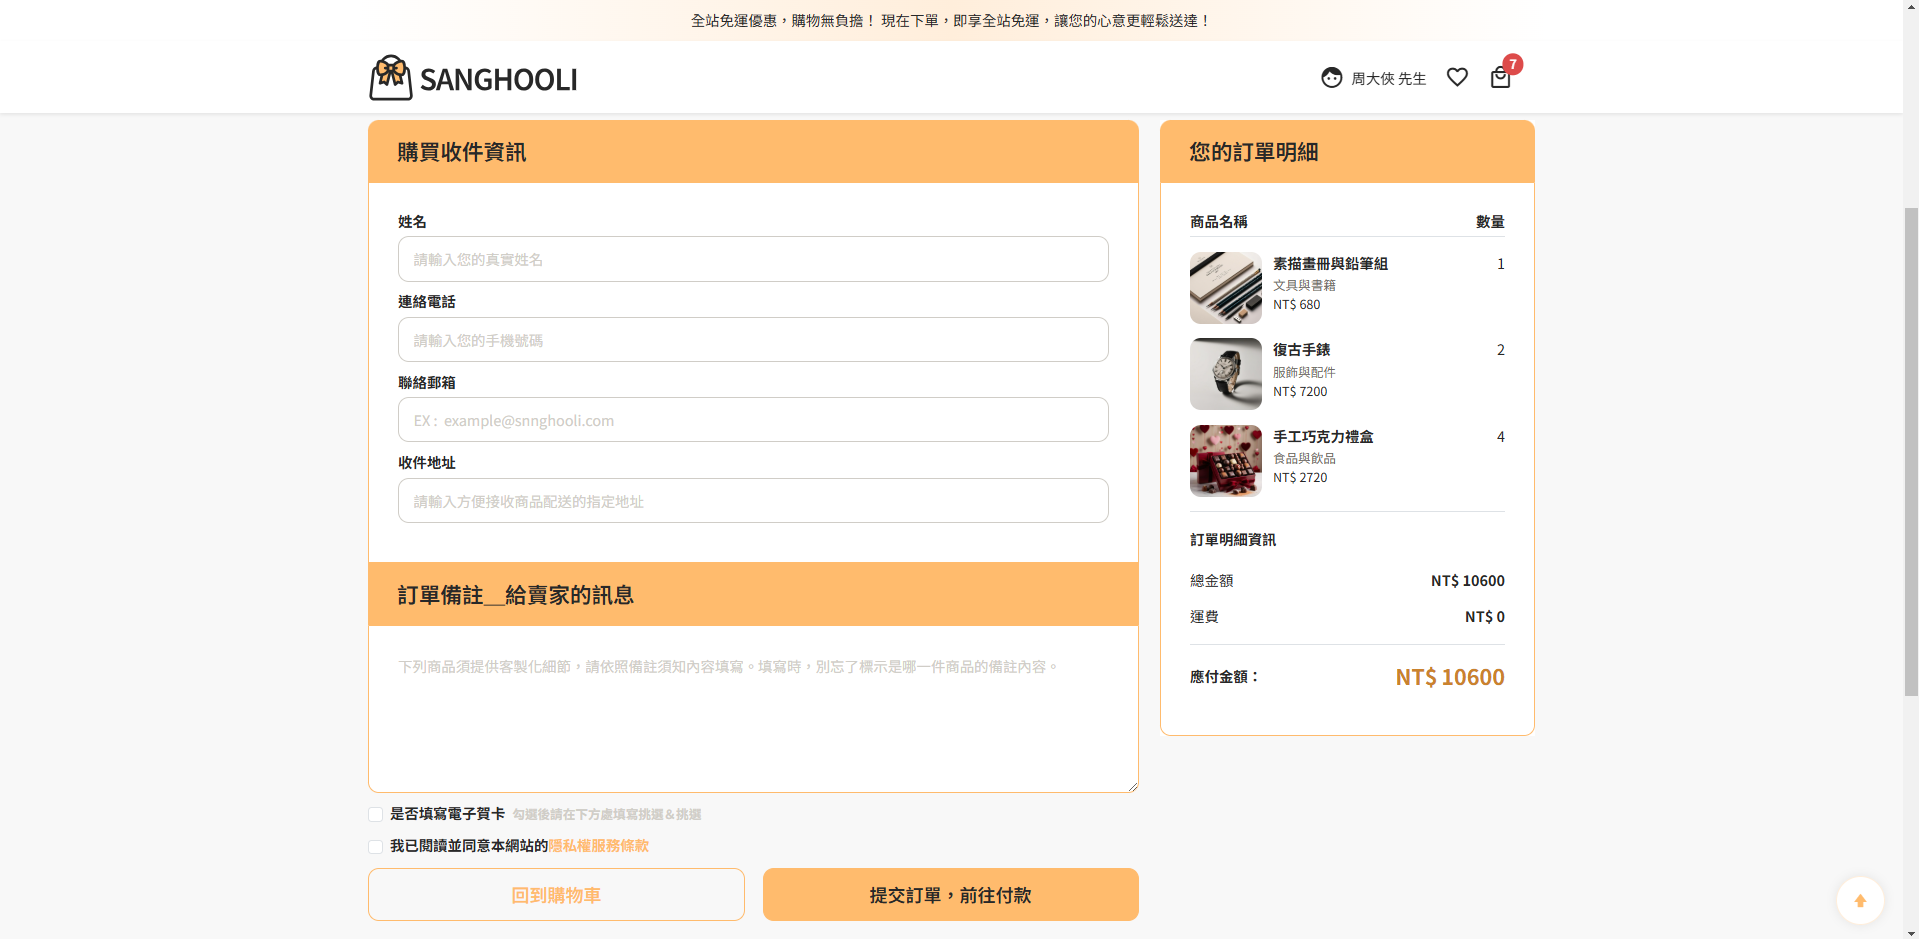 全站免運優惠，購物無負擔！ 現在下單，即享全站免運，讓您的心意更輕鬆送達！
SANGHOOLI
周大俠 先生
7
購買收件資訊
姓名
請輸入您的真實姓名
連絡電話
請輸入您的手機號碼
聯絡郵箱
EX : example@snnghooli.com
收件地址
請輸入方便接收商品配送的指定地址
訂單備註__給賣家的訊息
下列商品須提供客製化細節，請依照備註須知內容填寫。填寫時，別忘了標示是哪一件商品的備註內容。
是否填寫電子賀卡 勾選後請在下方處填寫挑選＆挑選
我已閱讀並同意本網站的隱私權服務條款
回到購物車
提交訂單，前往付款
您的訂單明細
商品名稱 數量
素描畫冊與鉛筆組 1
文具與書籍
NT$ 680
復古手錶 2
服飾與配件
NT$ 7200
手工巧克力禮盒 4
食品與飲品
NT$ 2720
訂單明細資訊
總金額 NT$ 10600
運費 NT$ 0
應付金額： NT$ 10600